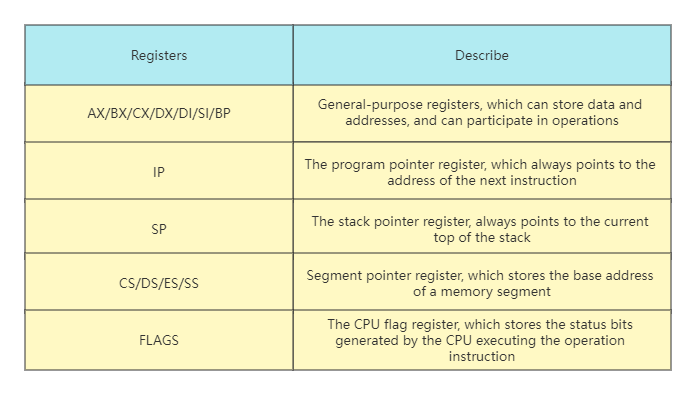 Registers
Describe
AX/BX/CX/DX/DI/SI/BP
General-purpose registers, which can store data and
addresses, and can participate in operations
IP
The program pointer register, which always points to the
address of the next instruction
SP
The stack pointer register, always points to the current
top of the stack
CS/DS/ES/SS
Segment pointer register, which stores the base address
of a memory segment
FLAGS
The CPU flag register, which stores the status bits
generated by the CPU executing the operation
instruction